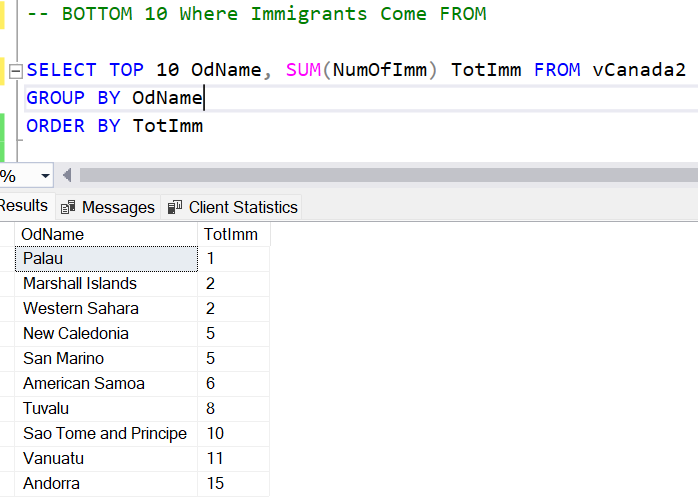 -- BOTTOM 10 Where Immigrants Come FROM
SELECT TOP 10 OdName, SUM(NumOfImm) TotImm FROM vCanada2
GROUP BY OdName
ORDER BY TotImm
%
Results Messages Client Statistics
OdName TotImm
Palau 1
Marshall Islands 2
Western Sahara 2
New Caledonia 5
San Marino 5
American Samoa 6
Tuvalu 8
Sao Tome and Principe 10
Vanuatu 11
Andorra 15